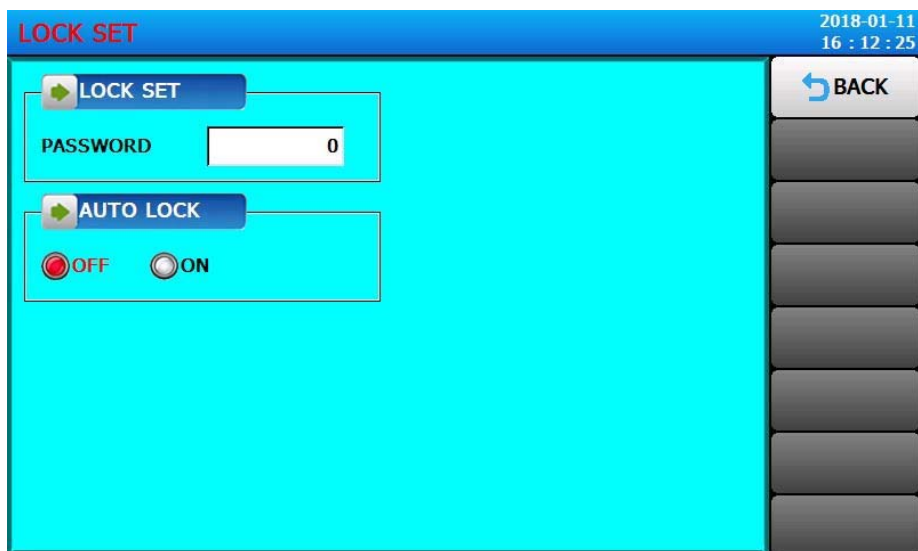 LOCK SET
2018-01-11
16 : 12 : 25
BACK
LOCK SET
PASSWORD 0
AUTO LOCK
OFF ON